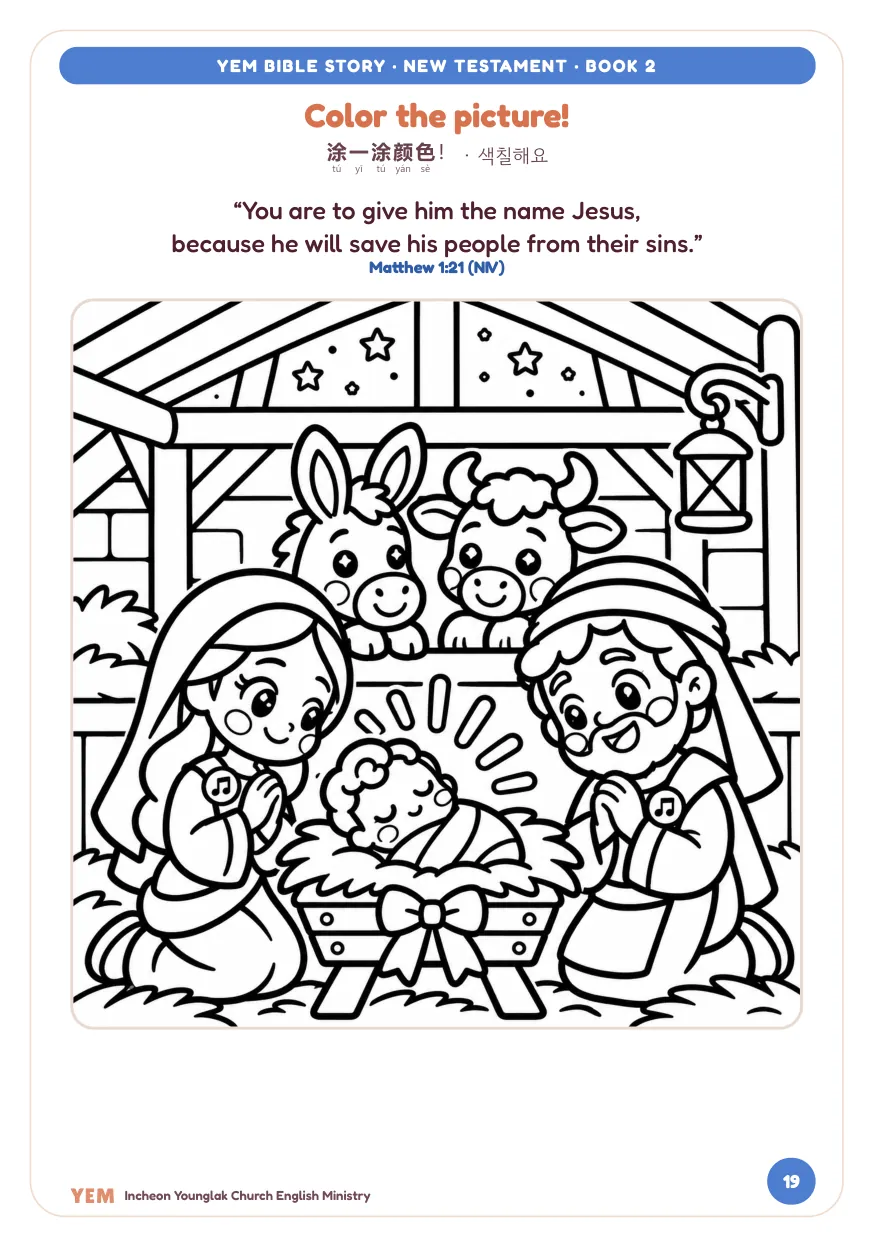 YEM BIBLE STORY · NEW TESTAMENT · BOOK 2
Color the picture!
涂一涂颜色! · 색칠해요
tú yī tú yán sè
“You are to give him the name Jesus,
because he will save his people from their sins.”
Matthew 1:21 (NIV)
YEM Incheon Younglak Church English Ministry
19